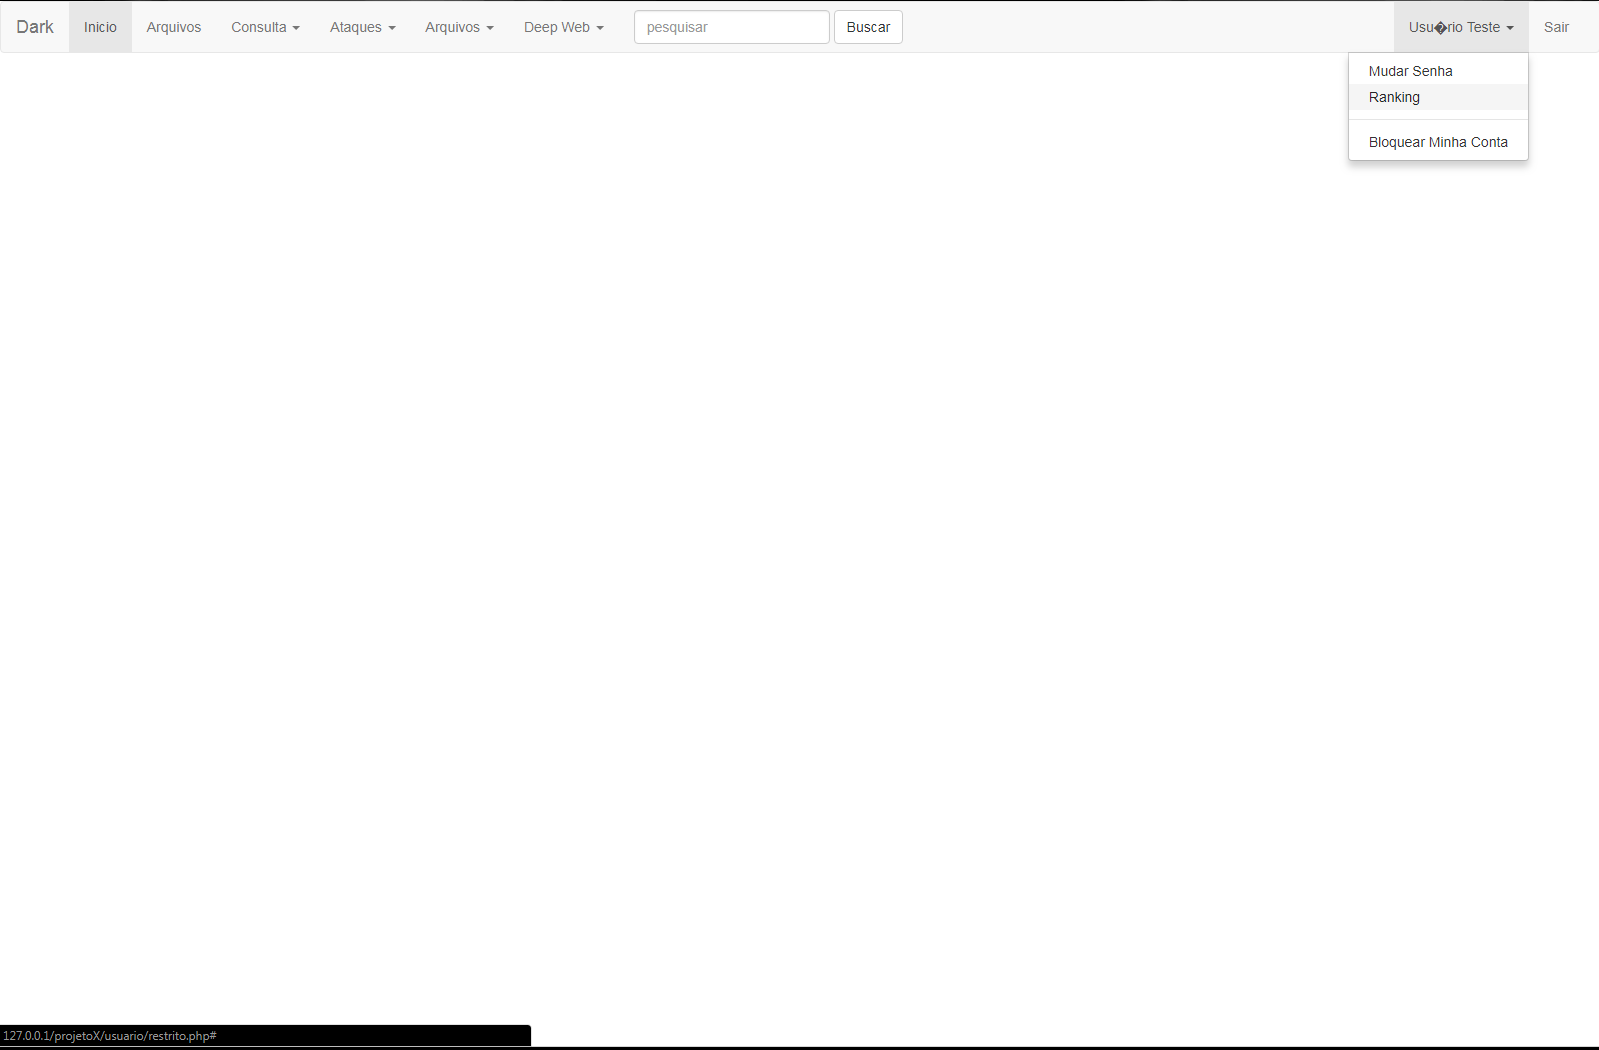 Dark Inicio Arquivos Consulta Ataques Arquivos Deep Web pesquisar Buscar Usu�rio Teste Sair
Mudar Senha
Ranking
Bloquear Minha Conta
127.0.0.1/projetoX/usuario/restrito.php#